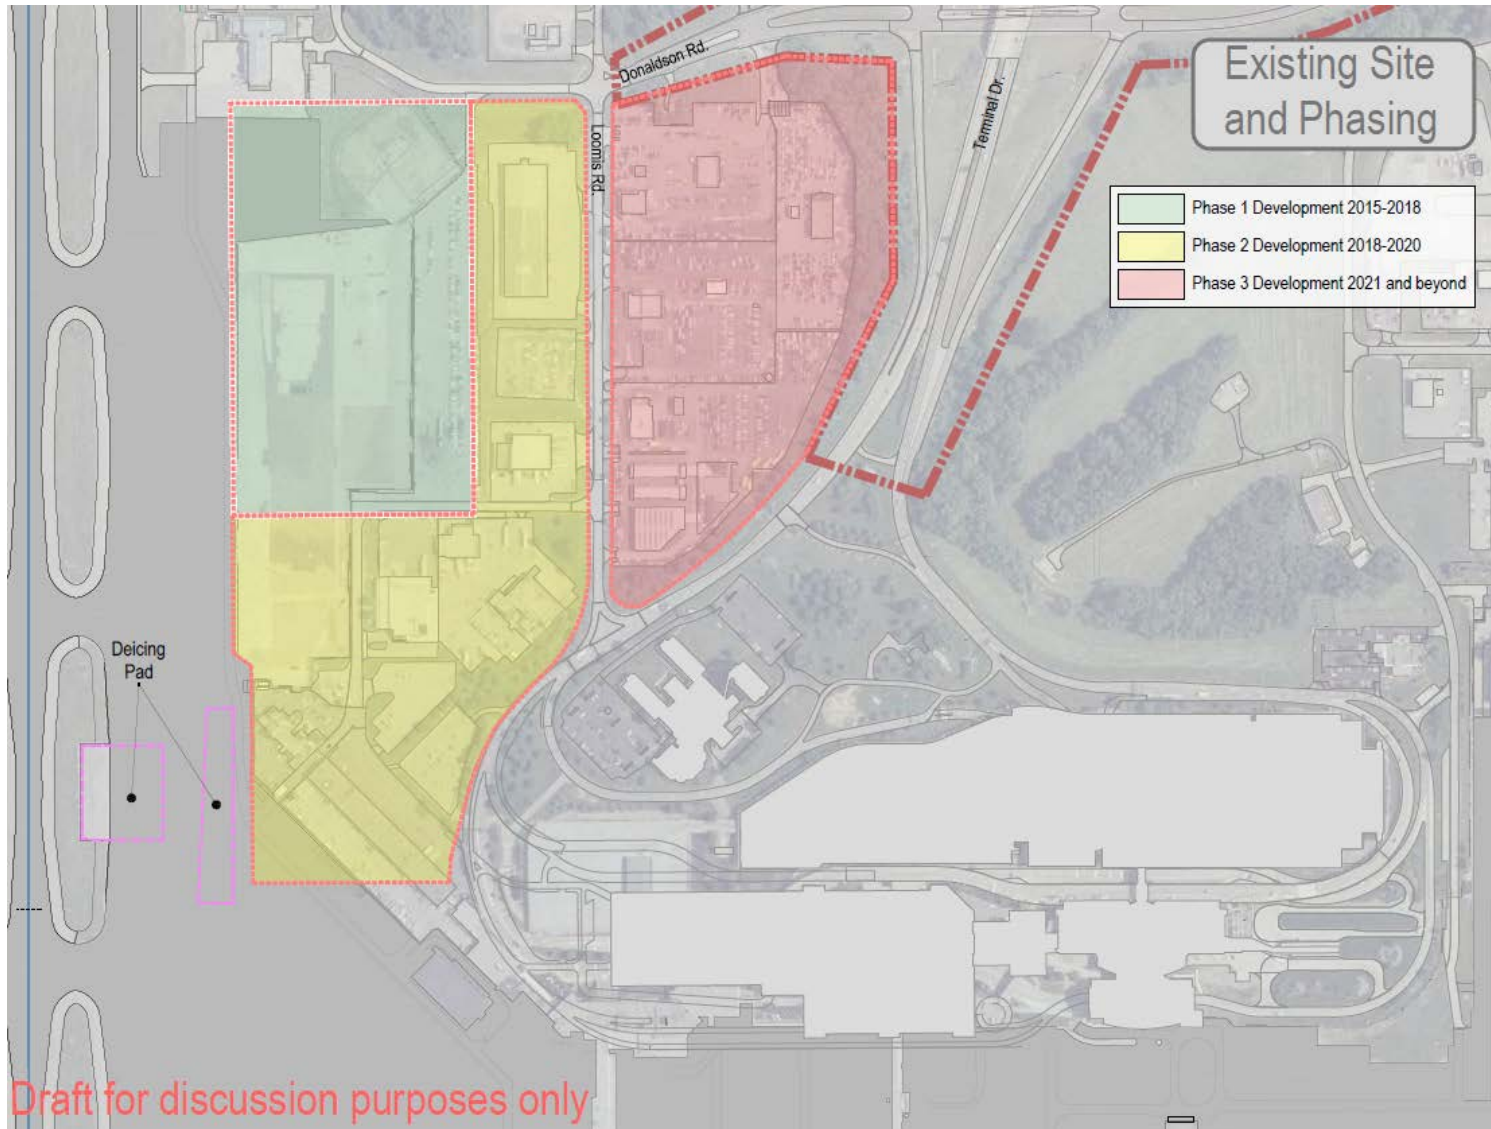 Existing Site
and Phasing
Donaldson Rd.
Terminal Dr.
Loomis Rd.
Phase 1 Development 2015-2018
Phase 2 Development 2018-2020
Phase 3 Development 2021 and beyond
Deicing
Pad
Draft for discussion purposes only